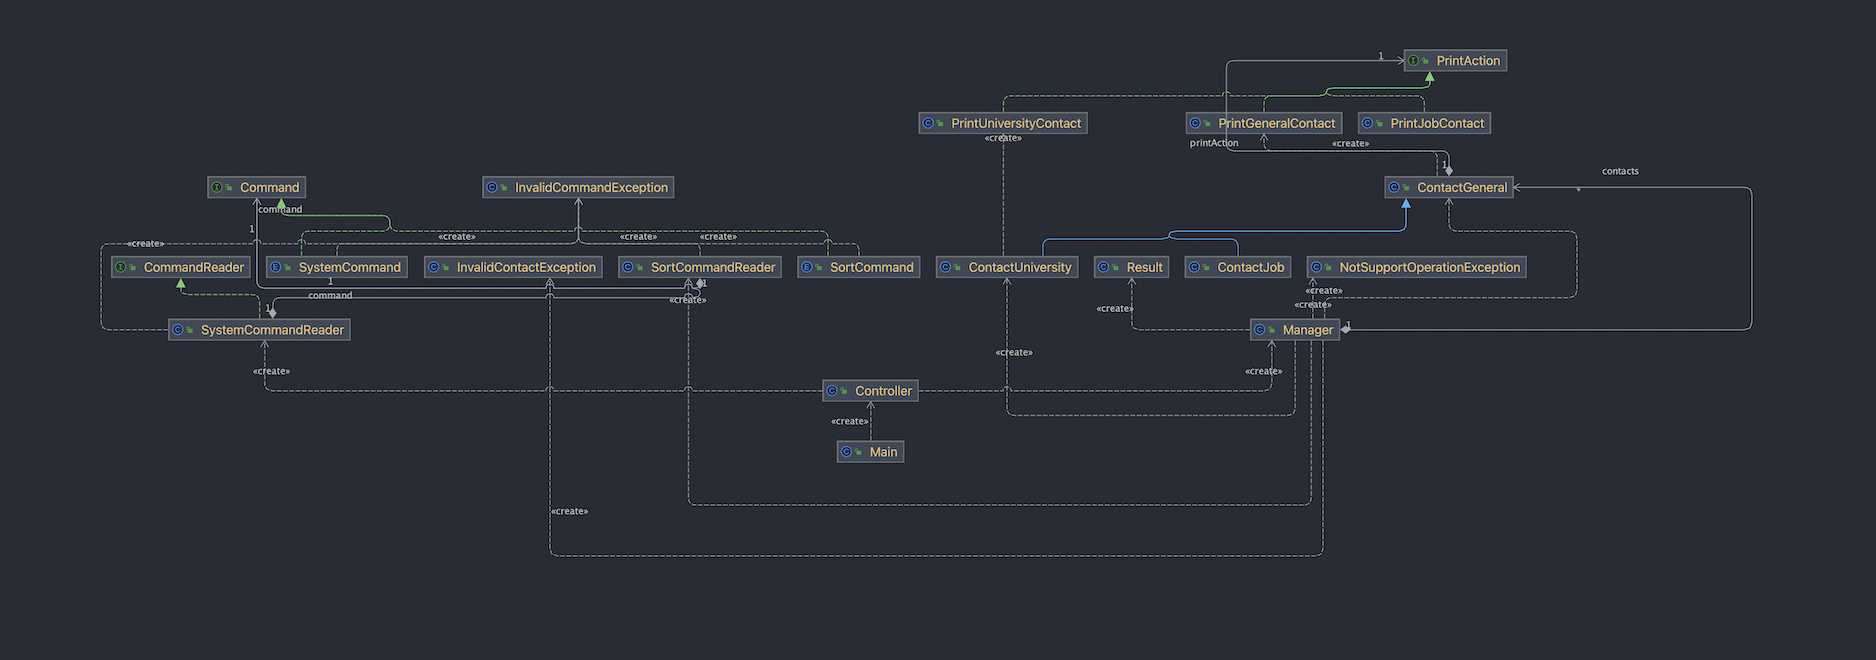 1
PrintAction
PrintUniversityContact
PrintGeneralContact
PrintJobContact
«create»
printAction
«create»
1
contacts
*
Command
InvalidCommandException
ContactGeneral
command
1
«create»
«create»
«create»
«create»
CommandReader
SystemCommand
InvalidContactException
SortCommandReader
SortCommand
ContactUniversity
Result
ContactJob
NotSupportOperationException
1
1
command
«create»
«create»
1
«create»
«create»
SystemCommandReader
Manager
1
«create»
«create»
«create»
Controller
«create»
Main
«create»